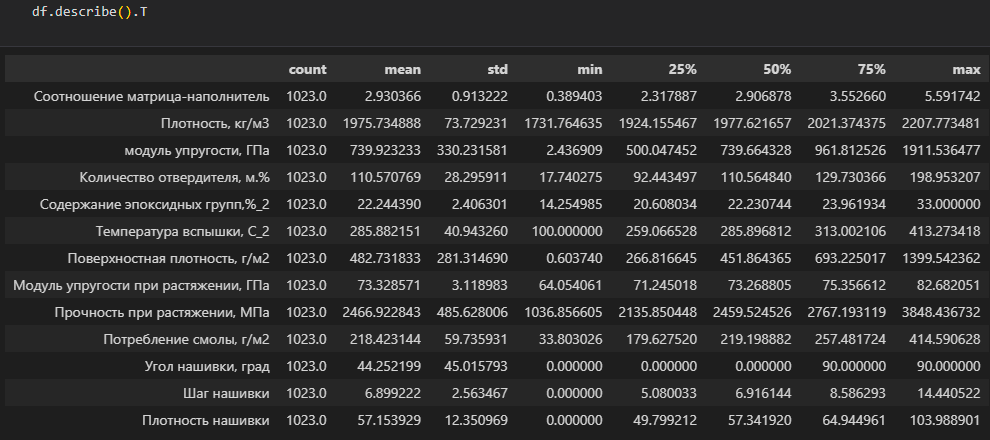 df.describe().T
count mean std min 25% 50% 75% max
Соотношение матрица-наполнитель 1023.0 2.930366 0.913222 0.389403 2.317887 2.906878 3.552660 5.591742
Плотность, кг/м3 1023.0 1975.734888 73.729231 1731.764635 1924.155467 1977.621657 2021.374375 2207.773481
модуль упругости, ГПа 1023.0 739.923233 330.231581 2.436909 500.047452 739.664328 961.812526 1911.536477
Количество отвердителя, м.% 1023.0 110.570769 28.295911 17.740275 92.443497 110.564840 129.730366 198.953207
Содержание эпоксидных групп,%_2 1023.0 22.244390 2.406301 14.254985 20.608034 22.230744 23.961934 33.000000
Температура вспышки, С_2 1023.0 285.882151 40.943260 100.000000 259.066528 285.896812 313.002106 413.273418
Поверхностная плотность, г/м2 1023.0 482.731833 281.314690 0.603740 266.816645 451.864365 693.225017 1399.542362
Модуль упругости при растяжении, ГПа 1023.0 73.328571 3.118983 64.054061 71.245018 73.268805 75.356612 82.682051
Прочность при растяжении, МПа 1023.0 2466.922843 485.628006 1036.856605 2135.850448 2459.524526 2767.193119 3848.436732
Потребление смолы, г/м2 1023.0 218.423144 59.735931 33.803026 179.627520 219.198882 257.481724 414.590628
Угол нашивки, град 1023.0 44.252199 45.015793 0.000000 0.000000 0.000000 90.000000 90.000000
Шаг нашивки 1023.0 6.899222 2.563467 0.000000 5.080033 6.916144 8.586293 14.440522
Плотность нашивки 1023.0 57.153929 12.350969 0.000000 49.799212 57.341920 64.944961 103.988901